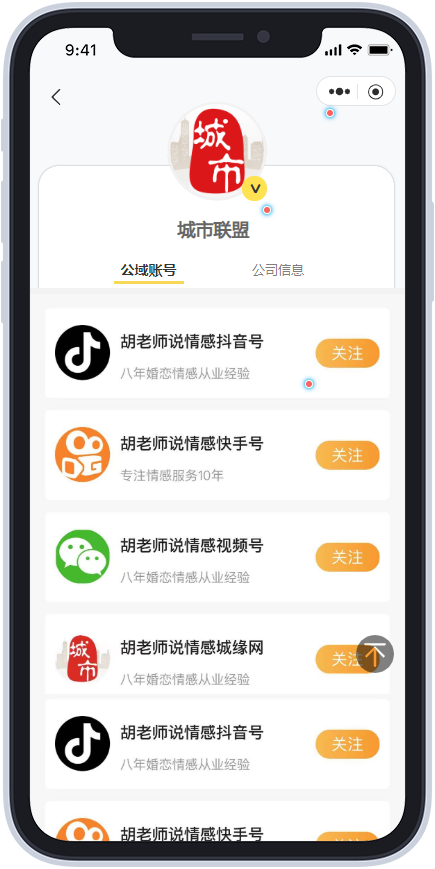 9:41
城市
V
城市联盟
公域账号
公司信息
胡老师说情感抖音号
八年婚恋情感从业经验
关注
胡老师说情感快手号
专注情感服务10年
关注
胡老师说情感视频号
八年婚恋情感从业经验
关注
城市
胡老师说情感城缘网
八年婚恋情感从业经验
关注
胡老师说情感抖音号
八年婚恋情感从业经验
关注
胡老师说情感快手号
关注